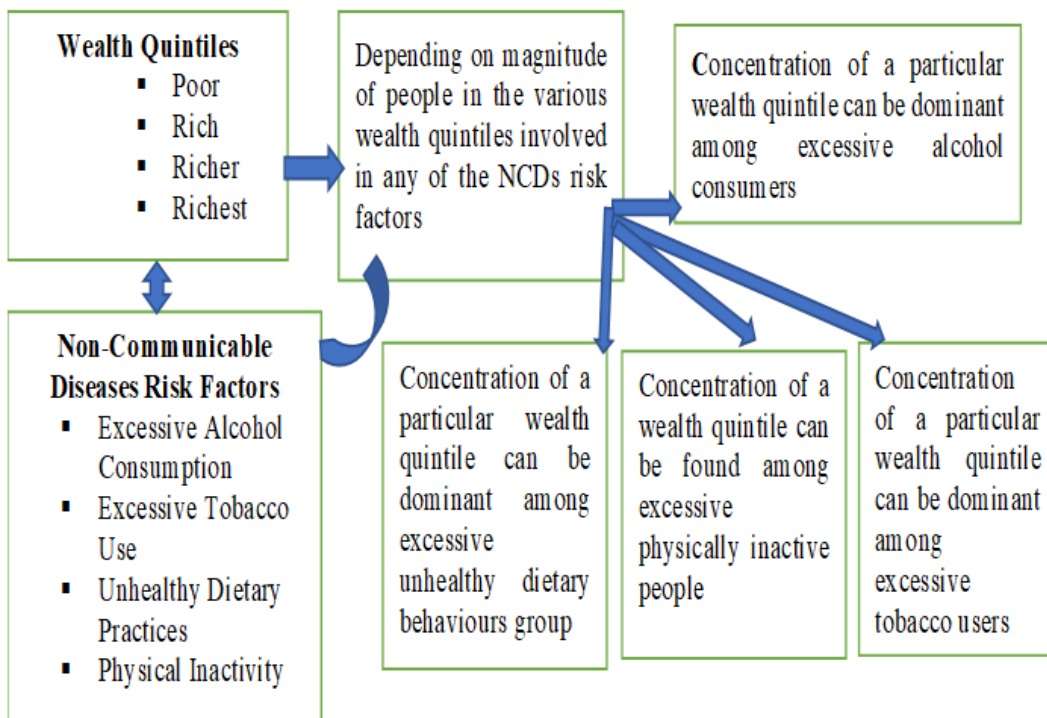 Wealth Quintiles
▪ Poor
▪ Rich
▪ Richer
▪ Richest
Depending on magnitude
of people in the various
wealth quintiles involved
in any of the NCDs risk
factors
Concentration of a particular
wealth quintile can be dominant
among excessive alcohol
consumers
Non-Communicable
Diseases Risk Factors
▪ Excessive Alcohol
Consumption
▪ Excessive Tobacco
Use
▪ Unhealthy Dietary
Practices
▪ Physical Inactivity
Concentration of a
particular wealth
quintile can be
dominant among
excessive
unhealthy dietary
behaviours group
Concentration of a
wealth quintile can
be found among
excessive
physically inactive
people
Concentration
of a particular
wealth quintile
can be dominant
among
excessive
tobacco users